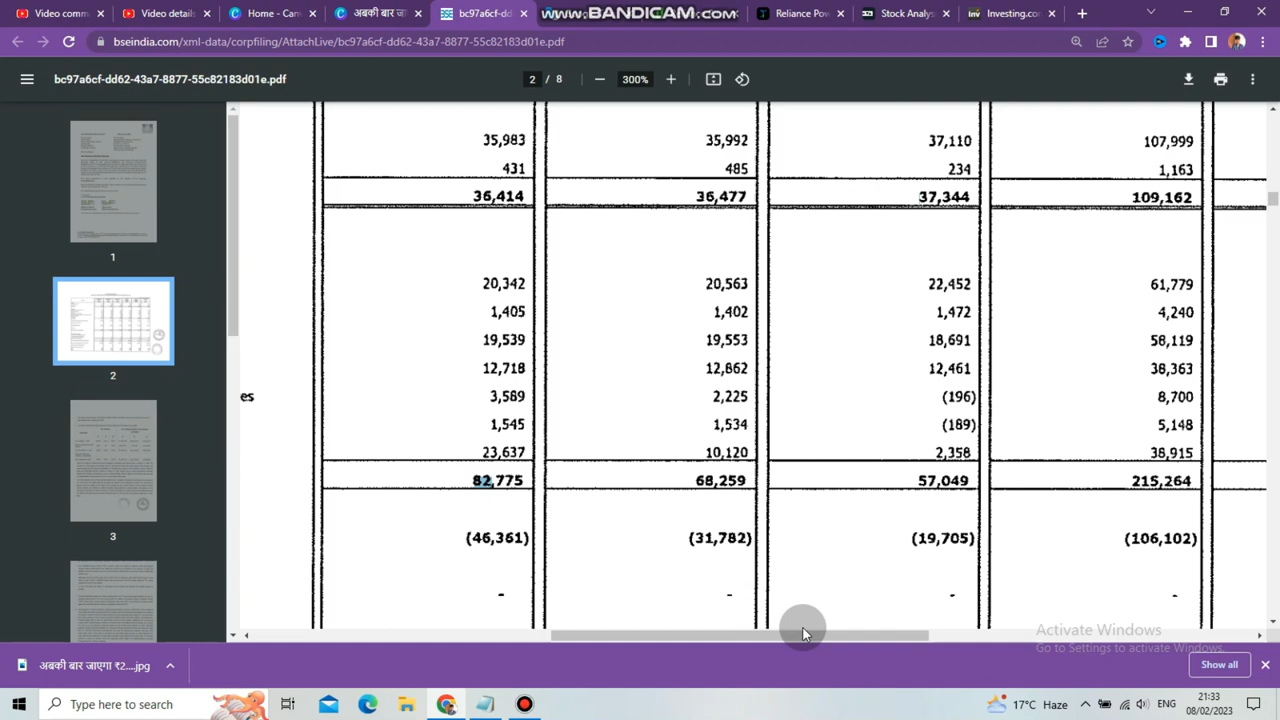 Video comm
Video details
Home - Can
अबकी बार जा
bc97a6cf-dd
WWW.BANDICAM.COM
Reliance Pow
Stock Analys
Investing.com
bseindia.com/xml-data/corpfiling/AttachLive/bc97a6cf-dd62-43a7-8877-55c82183d01e.pdf
bc97a6cf-dd62-43a7-8877-55c82183d01e.pdf
2 / 8
300%
1
2
3
35,983 35,992 37,110 107,999
431 485 234 1,163
36,414 36,477 37,344 109,162
20,342 20,563 22,452 61,779
1,405 1,402 1,472 4,240
19,539 19,553 18,691 58,119
12,718 12,862 12,461 38,363
es 3,589 2,225 (196) 8,700
1,545 1,534 (189) 5,148
23,637 10,120 2,358 38,915
82,775 68,259 57,049 215,264
(46,361) (31,782) (19,705) (106,102)
- - - -
Activate Windows
Go to Settings to activate Windows.
अबकी बार जाएगा ₹2....jpg
Show all
Type here to search
17°C Haze
ENG
21:33
08/02/2023